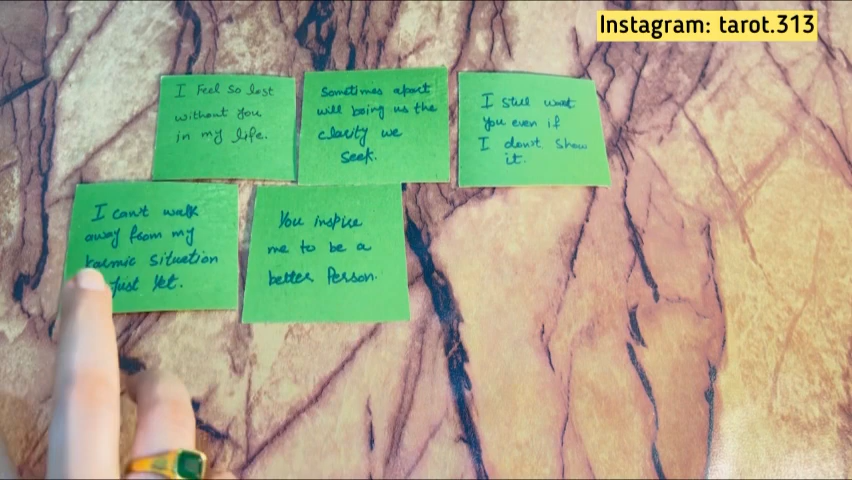 Instagram: tarot.313
I Feel so lost
without you
in my life.
Sometimes apart
will being us the
clarity we
seek.
I still want
you even if
I don't show
it.
I can't walk
away from my
karmic situation
just yet.
You inspire
me to be a
better Person.